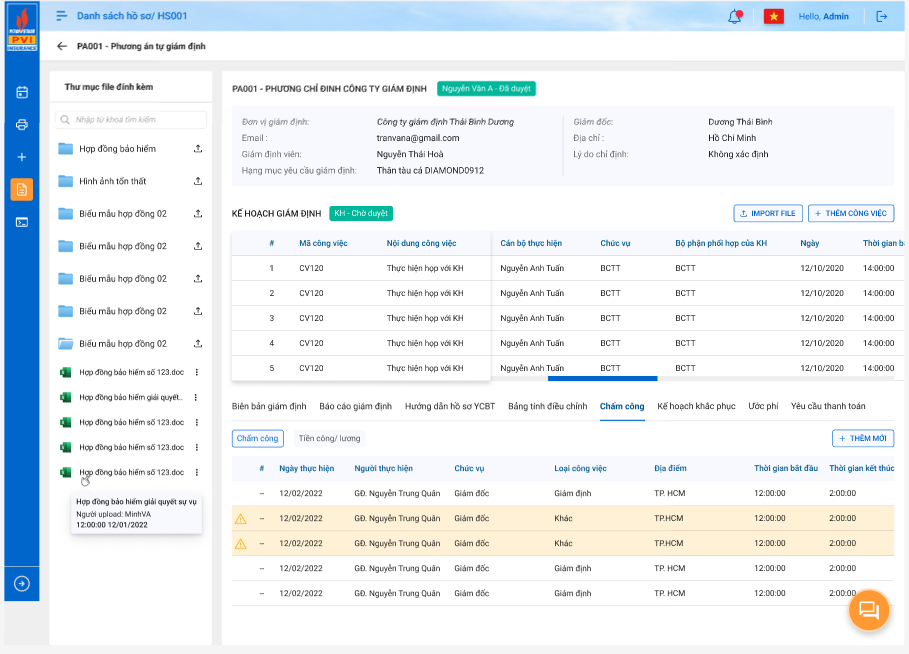 PETROVIETNAM
PVI
INSURANCE
Danh sách hồ sơ/ HS001
Hello, Admin
PA001 - Phương án tự giám định
Thư mục file đính kèm
Nhập từ khoá tìm kiếm
Hợp đồng bảo hiểm
Hình ảnh tổn thất
Biểu mẫu hợp đồng 02
Biểu mẫu hợp đồng 02
Biểu mẫu hợp đồng 02
Biểu mẫu hợp đồng 02
Biểu mẫu hợp đồng 02
Hợp đồng bảo hiểm số 123.doc
Hợp đồng bảo hiểm giải quyết..
Hợp đồng bảo hiểm số 123.doc
Hợp đồng bảo hiểm số 123.doc
Hợp đồng bảo hiểm số 123.doc
Hợp đồng bảo hiểm giải quyết sự vụ
Người upload: MinhVA
12:00:00 12/01/2022
PA001 - PHƯƠNG CHỈ ĐỊNH CÔNG TY GIÁM ĐỊNH Nguyễn Văn A - Đã duyệt
Đơn vị giám định: Công ty giám định Thái Bình Dương Giám đốc: Dương Thái Bình
Email : tranvana@gmail.com Địa chỉ : Hồ Chí Minh
Giám định viên: Nguyễn Thái Hoà Lý do chỉ định: Không xác định
Hạng mục yêu cầu giám định: Thân tàu cá DIAMOND0912
KẾ HOẠCH GIÁM ĐỊNH KH - Chờ duyệt IMPORT FILE + THÊM CÔNG VIỆC
# Mã công việc Nội dung công việc Cán bộ thực hiện Chức vụ Bộ phận phối hợp của KH Ngày Thời gian b
1 CV120 Thực hiện họp với KH Nguyễn Anh Tuấn BCTT BCTT 12/10/2020 14:00:00
2 CV120 Thực hiện họp với KH Nguyễn Anh Tuấn BCTT BCTT 12/10/2020 14:00:00
3 CV120 Thực hiện họp với KH Nguyễn Anh Tuấn BCTT BCTT 12/10/2020 14:00:00
4 CV120 Thực hiện họp với KH Nguyễn Anh Tuấn BCTT BCTT 12/10/2020 14:00:00
5 CV120 Thực hiện họp với KH Nguyễn Anh Tuấn BCTT BCTT 12/10/2020 14:00:00
Biên bản giám định Báo cáo giám định Hướng dẫn hồ sơ YCBT Bảng tính điều chỉnh Chấm công Kế hoạch khắc phục Ước phí Yêu cầu thanh toán
Chấm công Tiền công/ lương + THÊM MỚI
# Ngày thực hiện Người thực hiện Chức vụ Loại công việc Địa điểm Thời gian bắt đầu Thời gian kết thúc
– 12/02/2022 GĐ. Nguyễn Trung Quân Giám đốc Giám định TP. HCM 12:00:00 2:00:00
– 12/02/2022 GĐ. Nguyễn Trung Quân Giám đốc Khác TP.HCM 12:00:00 2:00:00
– 12/02/2022 GĐ. Nguyễn Trung Quân Giám đốc Khác TP.HCM 12:00:00 2:00:00
– 12/02/2022 GĐ. Nguyễn Trung Quân Giám đốc Giám định TP. HCM 12:00:00 2:00:00
– 12/02/2022 GĐ. Nguyễn Trung Quân Giám đốc Giám định TP. HCM 12:00:00 2:00:00